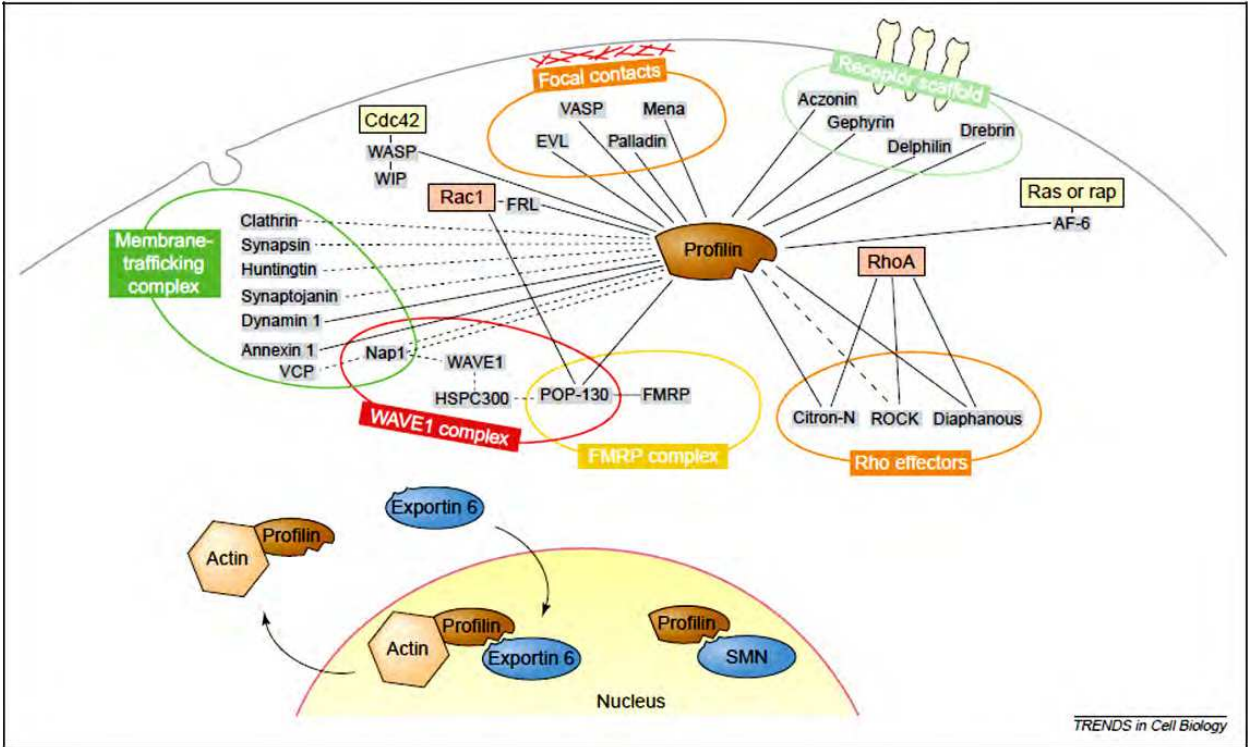 Focal contacts
Receptor scaffold
VASP
Mena
EVL
Palladin
Aczonin
Gephyrin
Drebrin
Delphilin
Cdc42
WASP
WIP
Rac1
FRL
Ras or rap
AF-6
Profilin
RhoA
Membrane-
trafficking
complex
Clathrin
Synapsin
Huntingtin
Synaptojanin
Dynamin 1
Annexin 1
VCP
Nap1
WAVE1
HSPC300
POP-130
FMRP
WAVE1 complex
FMRP complex
Citron-N
ROCK
Diaphanous
Rho effectors
Exportin 6
Profilin
Actin
Profilin
Actin
Exportin 6
Profilin
SMN
Nucleus
TRENDS in Cell Biology